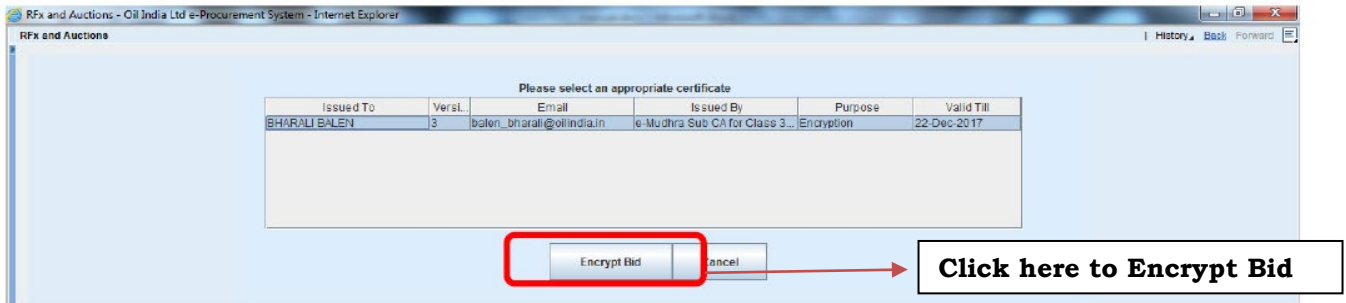 RFx and Auctions - Oil India Ltd e-Procurement System - Internet Explorer
RFx and Auctions | History Back Forward
Please select an appropriate certificate
Issued To Versi... Email Issued By Purpose Valid Till
BHARALI BALEN 3 balen_bharali@oilindia.in e-Mudhra Sub CA for Class 3... Encryption 22-Dec-2017
Encrypt Bid Cancel
Click here to Encrypt Bid